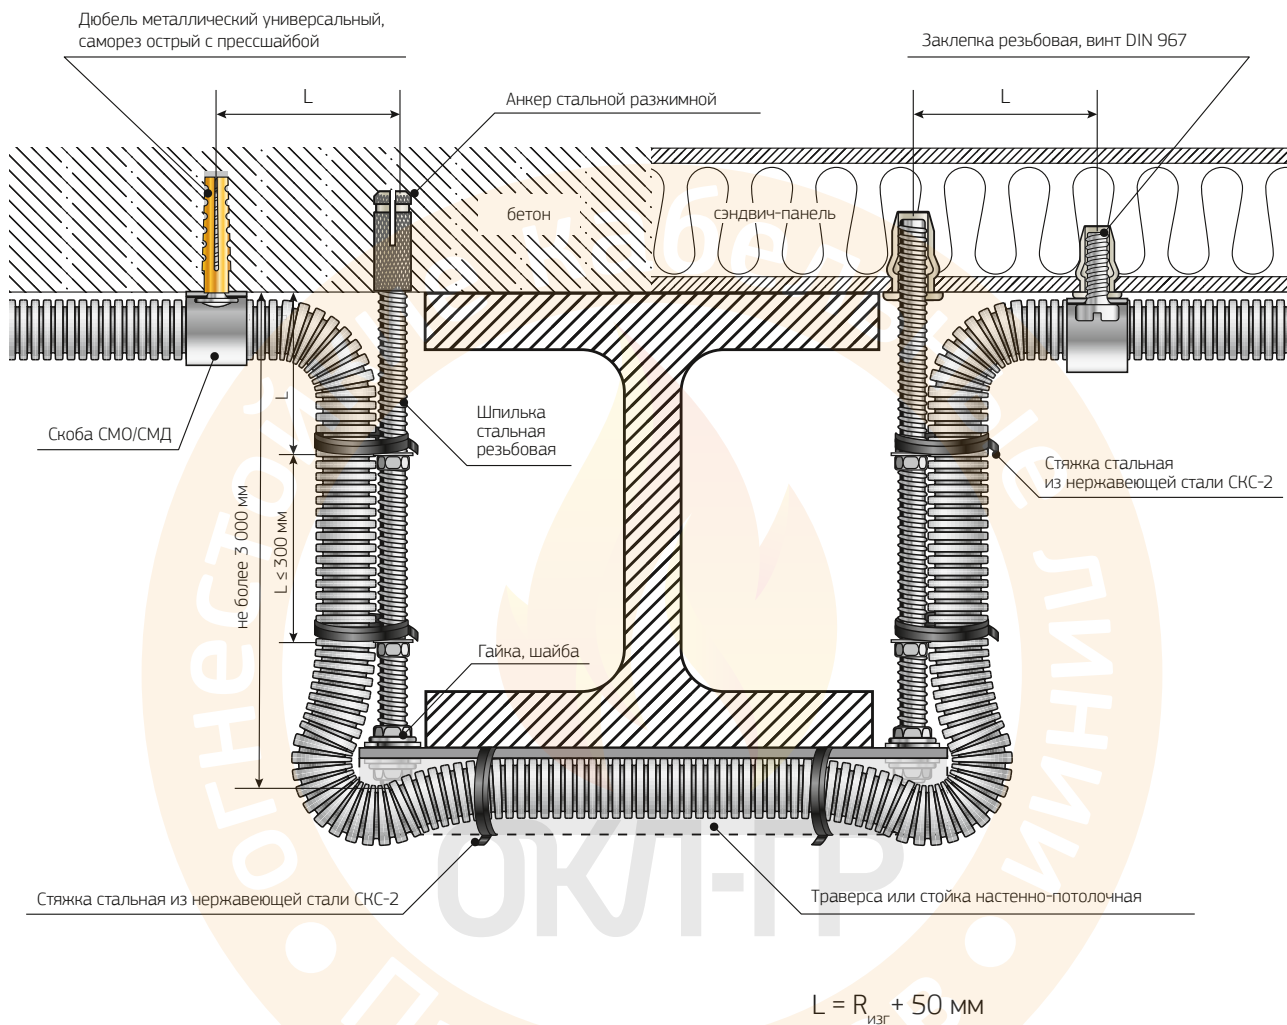 Дюбель металлический универсальный,
саморез острый с прессшайбой
Заклепка резьбовая, винт DIN 967
L
Анкер стальной разжимной
L
бетон
сэндвич-панель
L
Шпилька
стальная
резьбовая
Скоба СМО/СМД
Стяжка стальная
из нержавеющей стали СКС-2
не более 3 000 мм
L ≤ 300 мм
Гайка, шайба
Стяжка стальная из нержавеющей стали СКС-2
Траверса или стойка настенно-потолочная
ОКЛ-ГР
L = Rизг + 50 мм